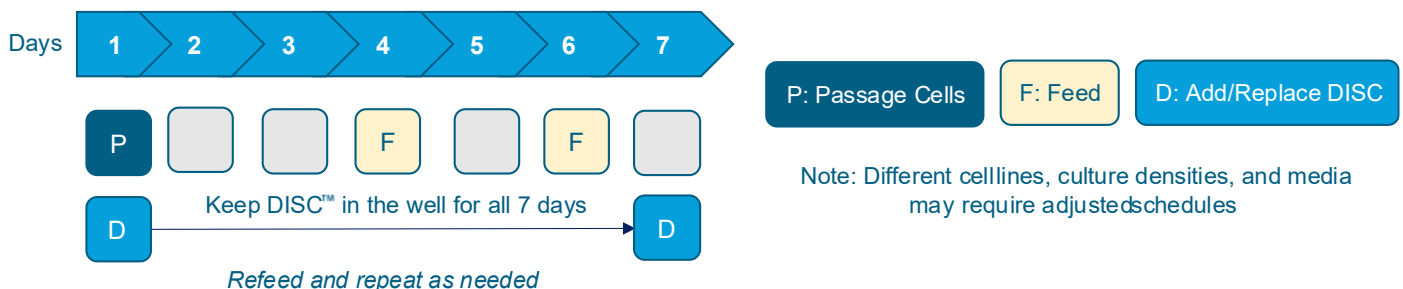 Days 1 2 3 4 5 6 7
P F F
Keep DISC™ in the well for all 7 days
D D
Refeed and repeat as needed
P: Passage Cells F: Feed D: Add/Replace DISC
Note: Different celllines, culture densities, and media
may require adjustedschedules